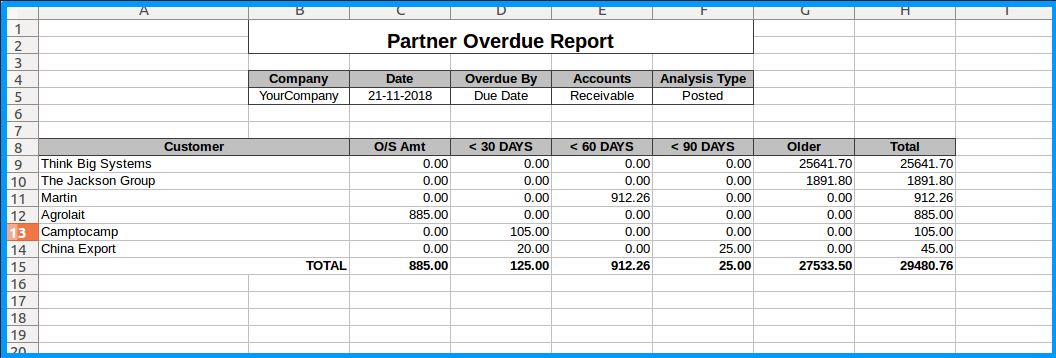 A B C D E F G H I
1
Partner Overdue Report
2
3
4 Company Date Overdue By Accounts Analysis Type
5 YourCompany 21-11-2018 Due Date Receivable Posted
6
7
8 Customer O/S Amt < 30 DAYS < 60 DAYS < 90 DAYS Older Total
9 Think Big Systems 0.00 0.00 0.00 0.00 25641.70 25641.70
10 The Jackson Group 0.00 0.00 0.00 0.00 1891.80 1891.80
11 Martin 0.00 0.00 912.26 0.00 0.00 912.26
12 Agrolait 885.00 0.00 0.00 0.00 0.00 885.00
13 Camptocamp 0.00 105.00 0.00 0.00 0.00 105.00
14 China Export 0.00 20.00 0.00 25.00 0.00 45.00
15 TOTAL 885.00 125.00 912.26 25.00 27533.50 29480.76
16
17
18
19
20